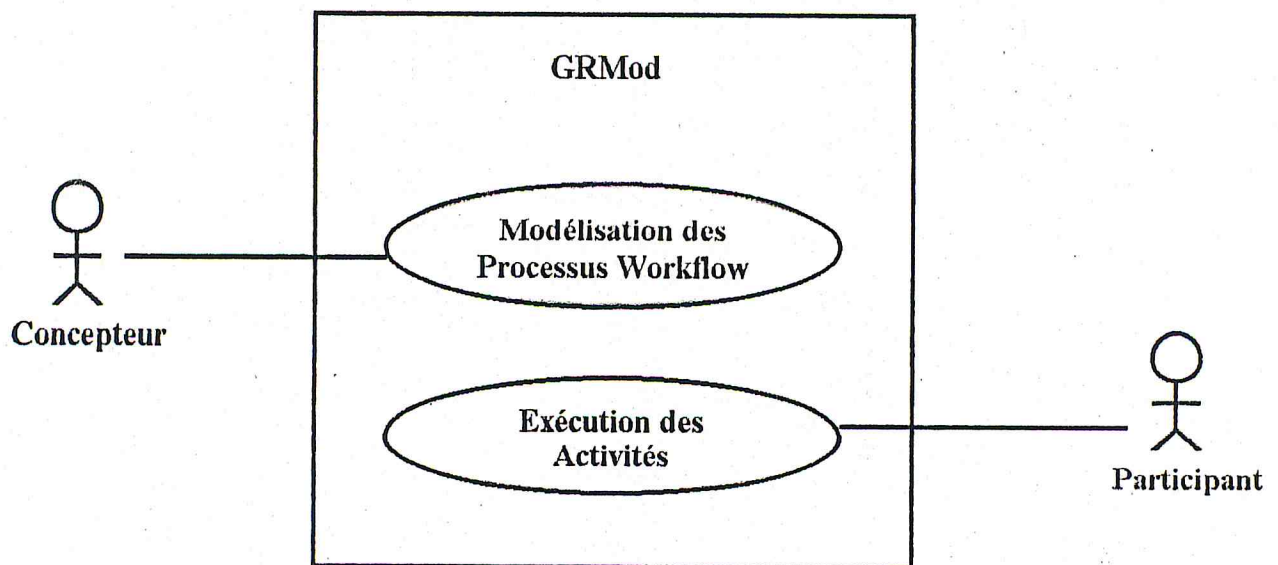 GRMod
Modélisation des
Processus Workflow
Concepteur
Exécution des
Activités
Participant